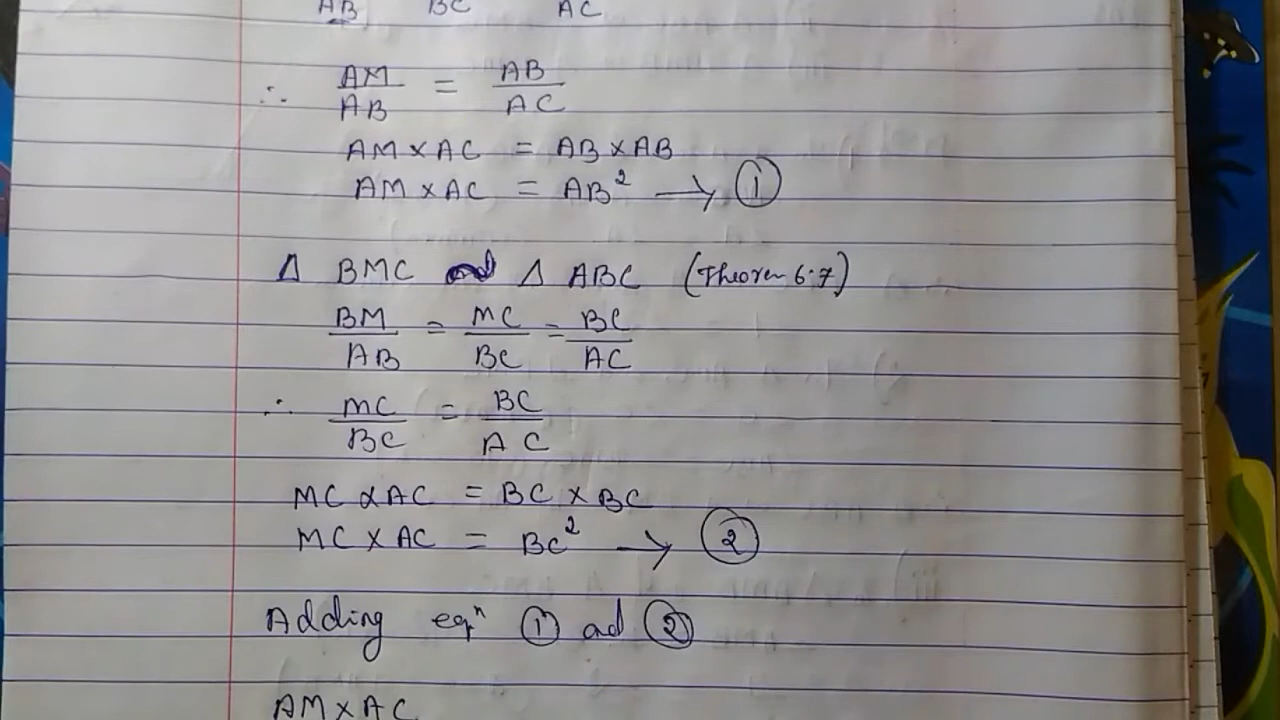 AB BC AC
∴ AM/AB = AB/AC
AM × AC = AB × AB
AM × AC = AB² → ①
Δ BMC and Δ ABC (Theorem 6.7)
BM/AB = MC/BC = BC/AC
∴ MC/BC = BC/AC
MC × AC = BC × BC
MC × AC = BC² → ②
Adding eqⁿ ① and ②
AM × AC